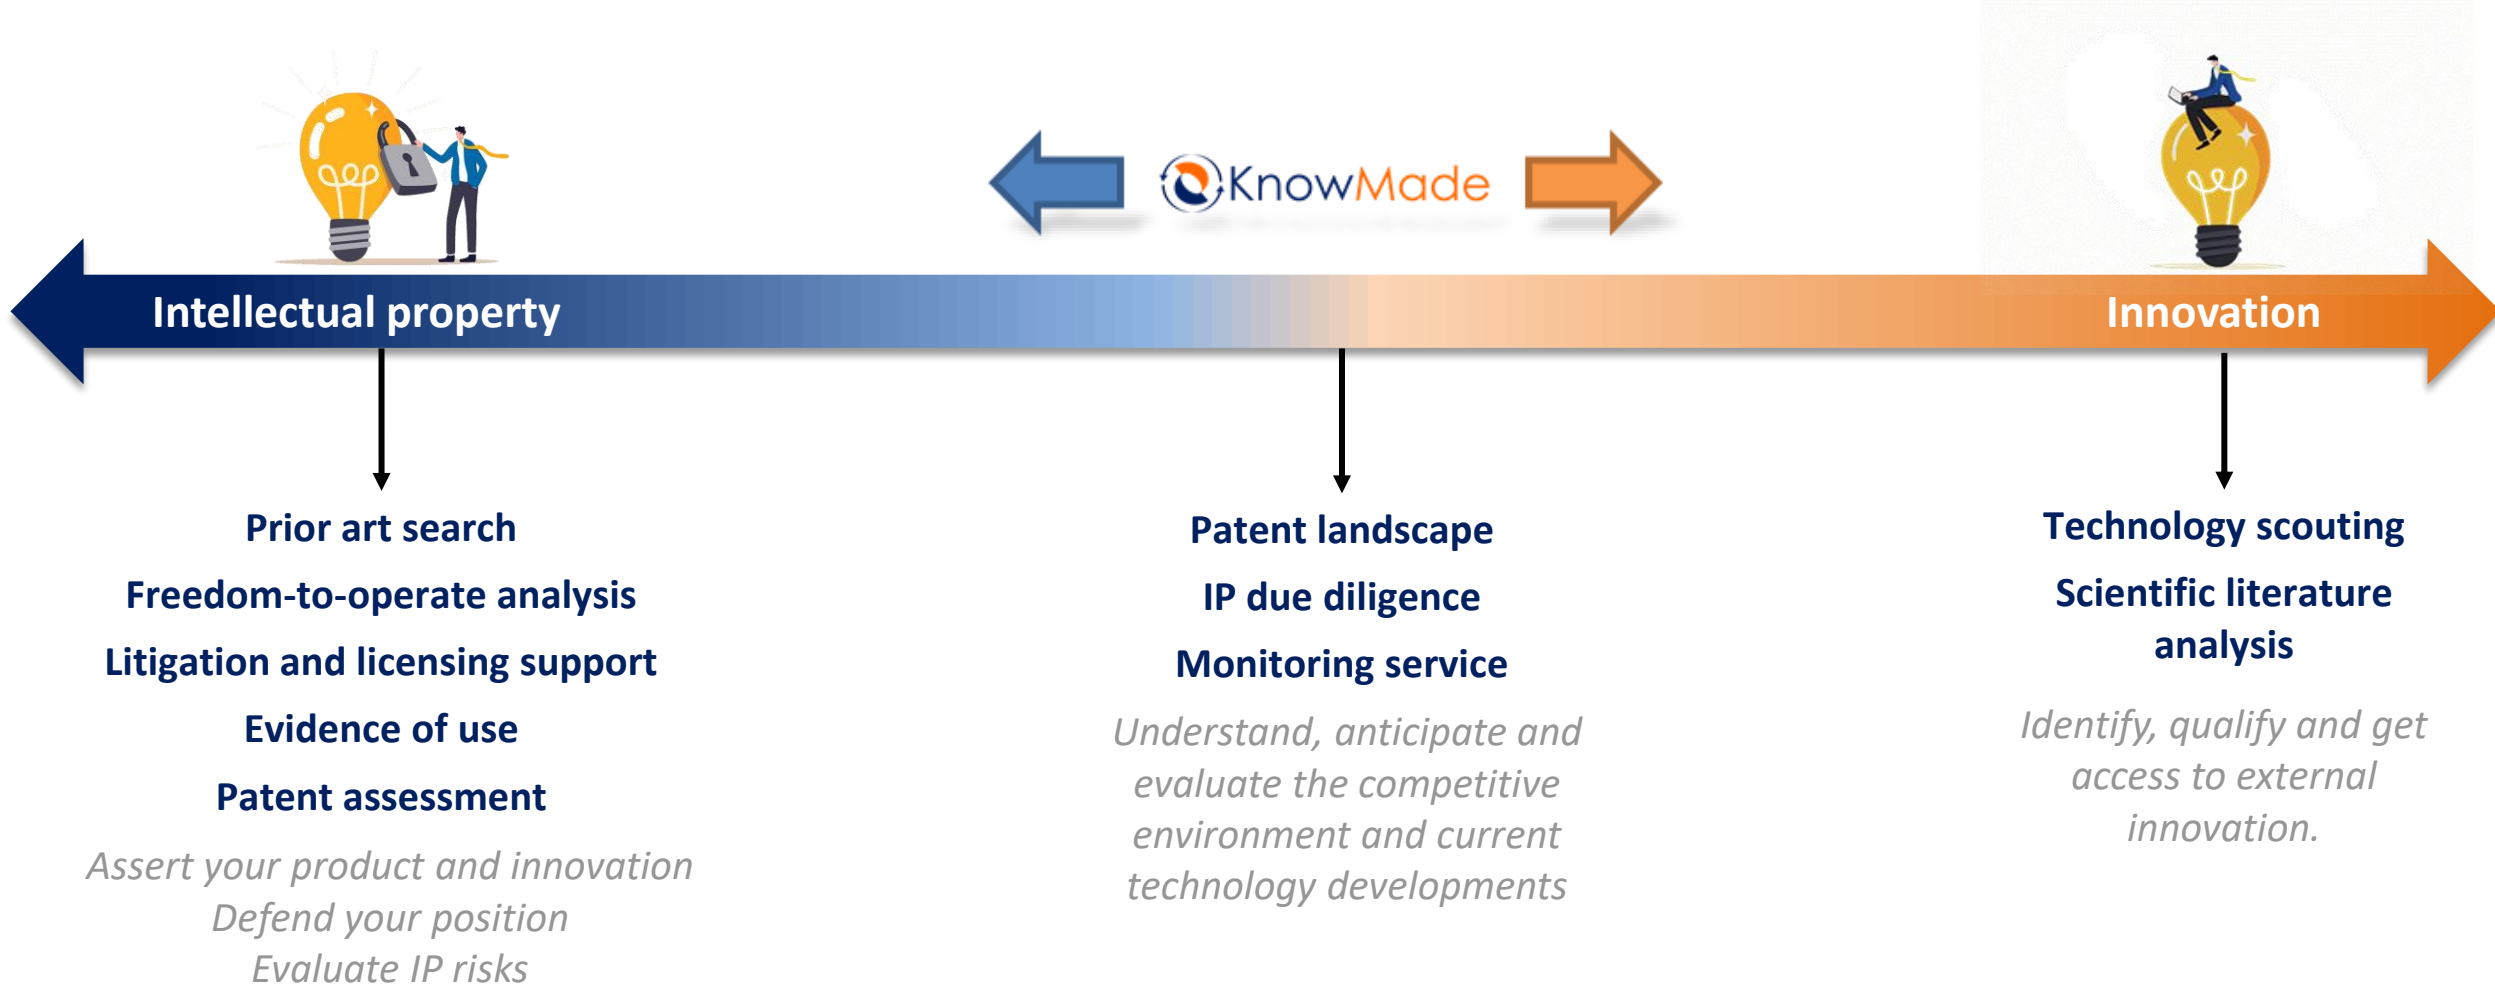 KnowMade
Intellectual property
Innovation
Prior art search
Freedom-to-operate analysis
Litigation and licensing support
Evidence of use
Patent assessment
Assert your product and innovation
Defend your position
Evaluate IP risks
Patent landscape
IP due diligence
Monitoring service
Understand, anticipate and
evaluate the competitive
environment and current
technology developments
Technology scouting
Scientific literature
analysis
Identify, qualify and get
access to external
innovation.